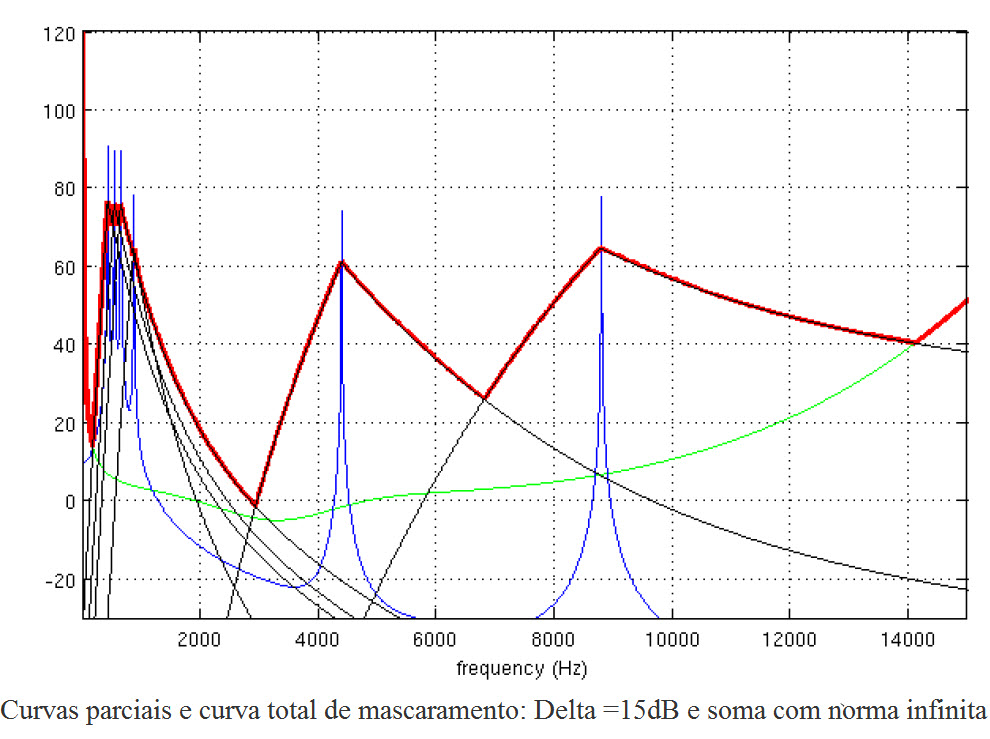 120
100
80
60
40
20
0
-20
2000 4000 6000 8000 10000 12000 14000
frequency (Hz)
Curvas parciais e curva total de mascaramento: Delta =15dB e soma com norma infinita